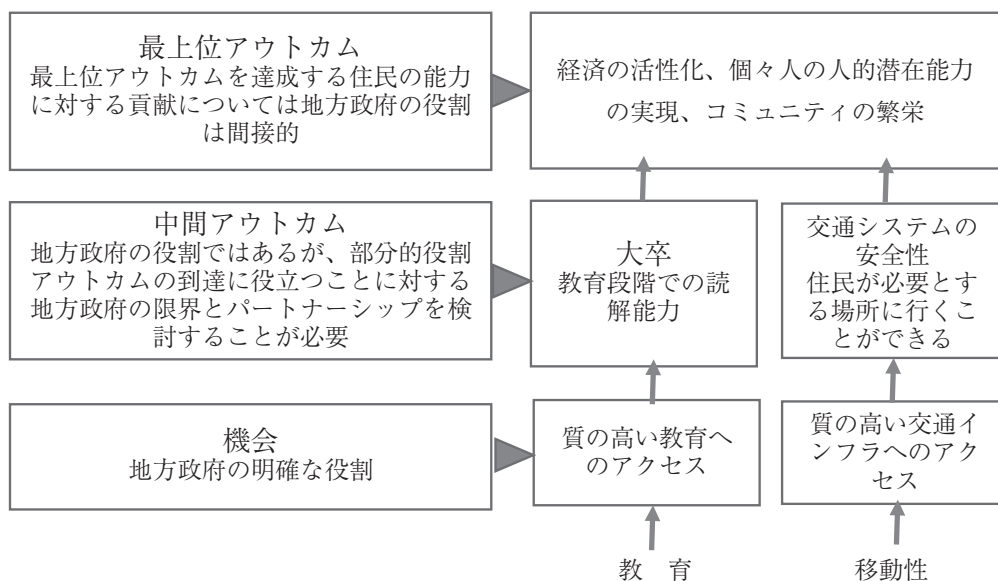 最上位アウトカム
最上位アウトカムを達成する住民の能力
に対する貢献については地方政府の役割
は間接的
経済の活性化、個々人の人的潜在能力
の実現、コミュニティの繁栄
中間アウトカム
地方政府の役割ではあるが、部分的役割
アウトカムの到達に役立つことに対する
地方政府の限界とパートナーシップを検
討することが必要
大卒
教育段階での読
解能力
交通システムの
安全性
住民が必要とす
る場所に行くこ
とができる
機会
地方政府の明確な役割
質の高い教育へ
のアクセス
質の高い交通イ
ンフラへのアク
セス
教　育
移動性